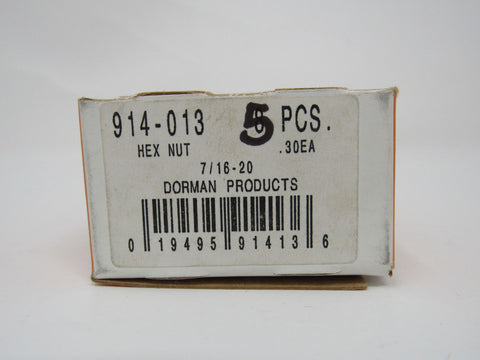 914-013 5 PCS.
HEX NUT .30EA
7/16-20
DORMAN PRODUCTS
0 19495 91413 6